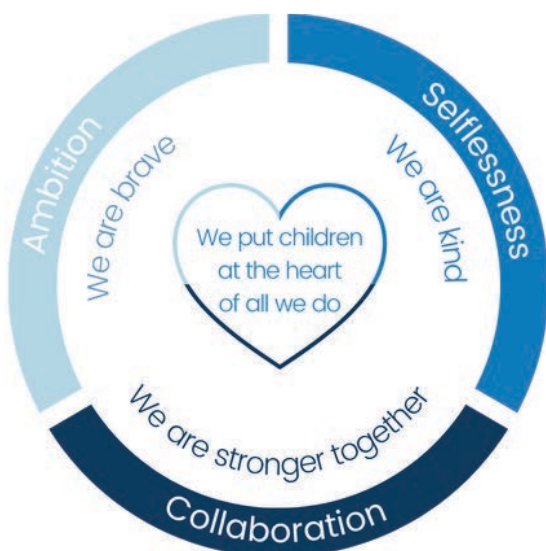 Ambition
We are brave
Selflessness
We are kind
We put children
at the heart
of all we do
We are stronger together
Collaboration